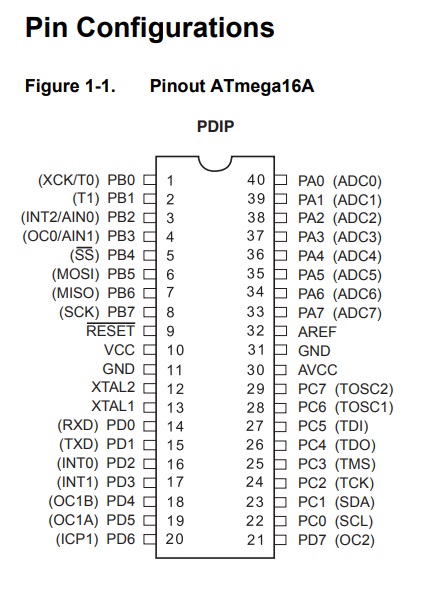 Pin Configurations
Figure 1-1. Pinout ATmega16A
PDIP
(XCK/T0) PB0 1 40 PA0 (ADC0)
(T1) PB1 2 39 PA1 (ADC1)
(INT2/AIN0) PB2 3 38 PA2 (ADC2)
(OC0/AIN1) PB3 4 37 PA3 (ADC3)
(SS) PB4 5 36 PA4 (ADC4)
(MOSI) PB5 6 35 PA5 (ADC5)
(MISO) PB6 7 34 PA6 (ADC6)
(SCK) PB7 8 33 PA7 (ADC7)
RESET 9 32 AREF
VCC 10 31 GND
GND 11 30 AVCC
XTAL2 12 29 PC7 (TOSC2)
XTAL1 13 28 PC6 (TOSC1)
(RXD) PD0 14 27 PC5 (TDI)
(TXD) PD1 15 26 PC4 (TDO)
(INT0) PD2 16 25 PC3 (TMS)
(INT1) PD3 17 24 PC2 (TCK)
(OC1B) PD4 18 23 PC1 (SDA)
(OC1A) PD5 19 22 PC0 (SCL)
(ICP1) PD6 20 21 PD7 (OC2)